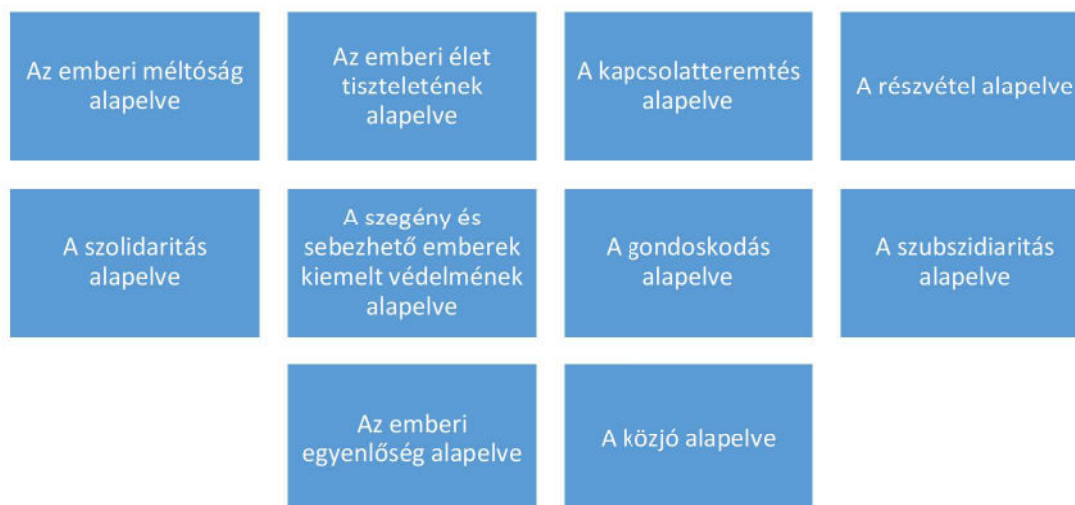 Az emberi méltóság
alapelve
Az emberi élet
tiszteletének
alapelve
A kapcsolatteremtés
alapelve
A részvétel alapelve
A szolidaritás
alapelve
A szegény és
sebezhető emberek
kiemelt védelmének
alapelve
A gondoskodás
alapelve
A szubszidiaritás
alapelve
Az emberi
egyenlőség alapelve
A közjó alapelve